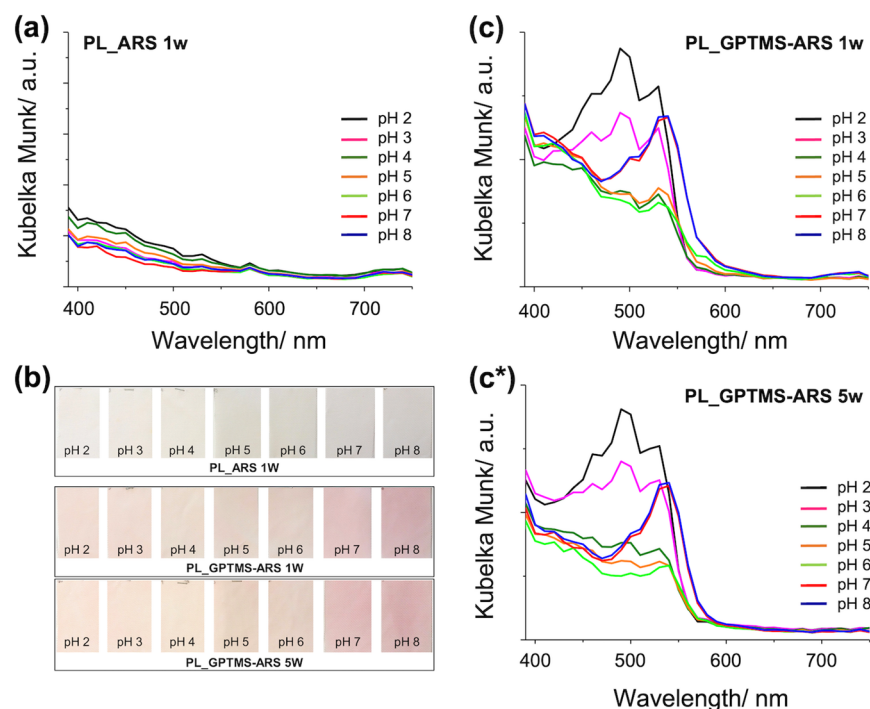 (a)
PL_ARS 1w
Kubelka Munk/ a.u.
pH 2
pH 3
pH 4
pH 5
pH 6
pH 7
pH 8
400 500 600 700
Wavelength/ nm
(b)
pH 2 pH 3 pH 4 pH 5 pH 6 pH 7 pH 8
PL_ARS 1W
pH 2 pH 3 pH 4 pH 5 pH 6 pH 7 pH 8
PL_GPTMS-ARS 1W
pH 2 pH 3 pH 4 pH 5 pH 6 pH 7 pH 8
PL_GPTMS-ARS 5W
(c)
PL_GPTMS-ARS 1w
Kubelka Munk/ a.u.
pH 2
pH 3
pH 4
pH 5
pH 6
pH 7
pH 8
400 500 600 700
Wavelength/ nm
(c*)
PL_GPTMS-ARS 5w
Kubelka Munk/ a.u.
pH 2
pH 3
pH 4
pH 5
pH 6
pH 7
pH 8
400 500 600 700
Wavelength/ nm